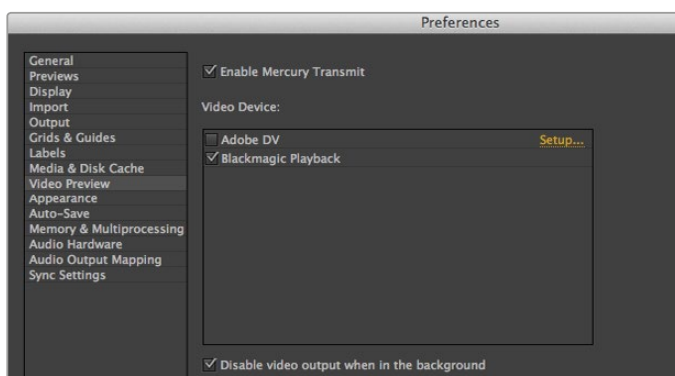 Preferences
General
Previews
Display
Import
Output
Grids & Guides
Labels
Media & Disk Cache
Video Preview
Appearance
Auto-Save
Memory & Multiprocessing
Audio Hardware
Audio Output Mapping
Sync Settings
Enable Mercury Transmit
Video Device:
Adobe DV Setup...
Blackmagic Playback
Disable video output when in the background